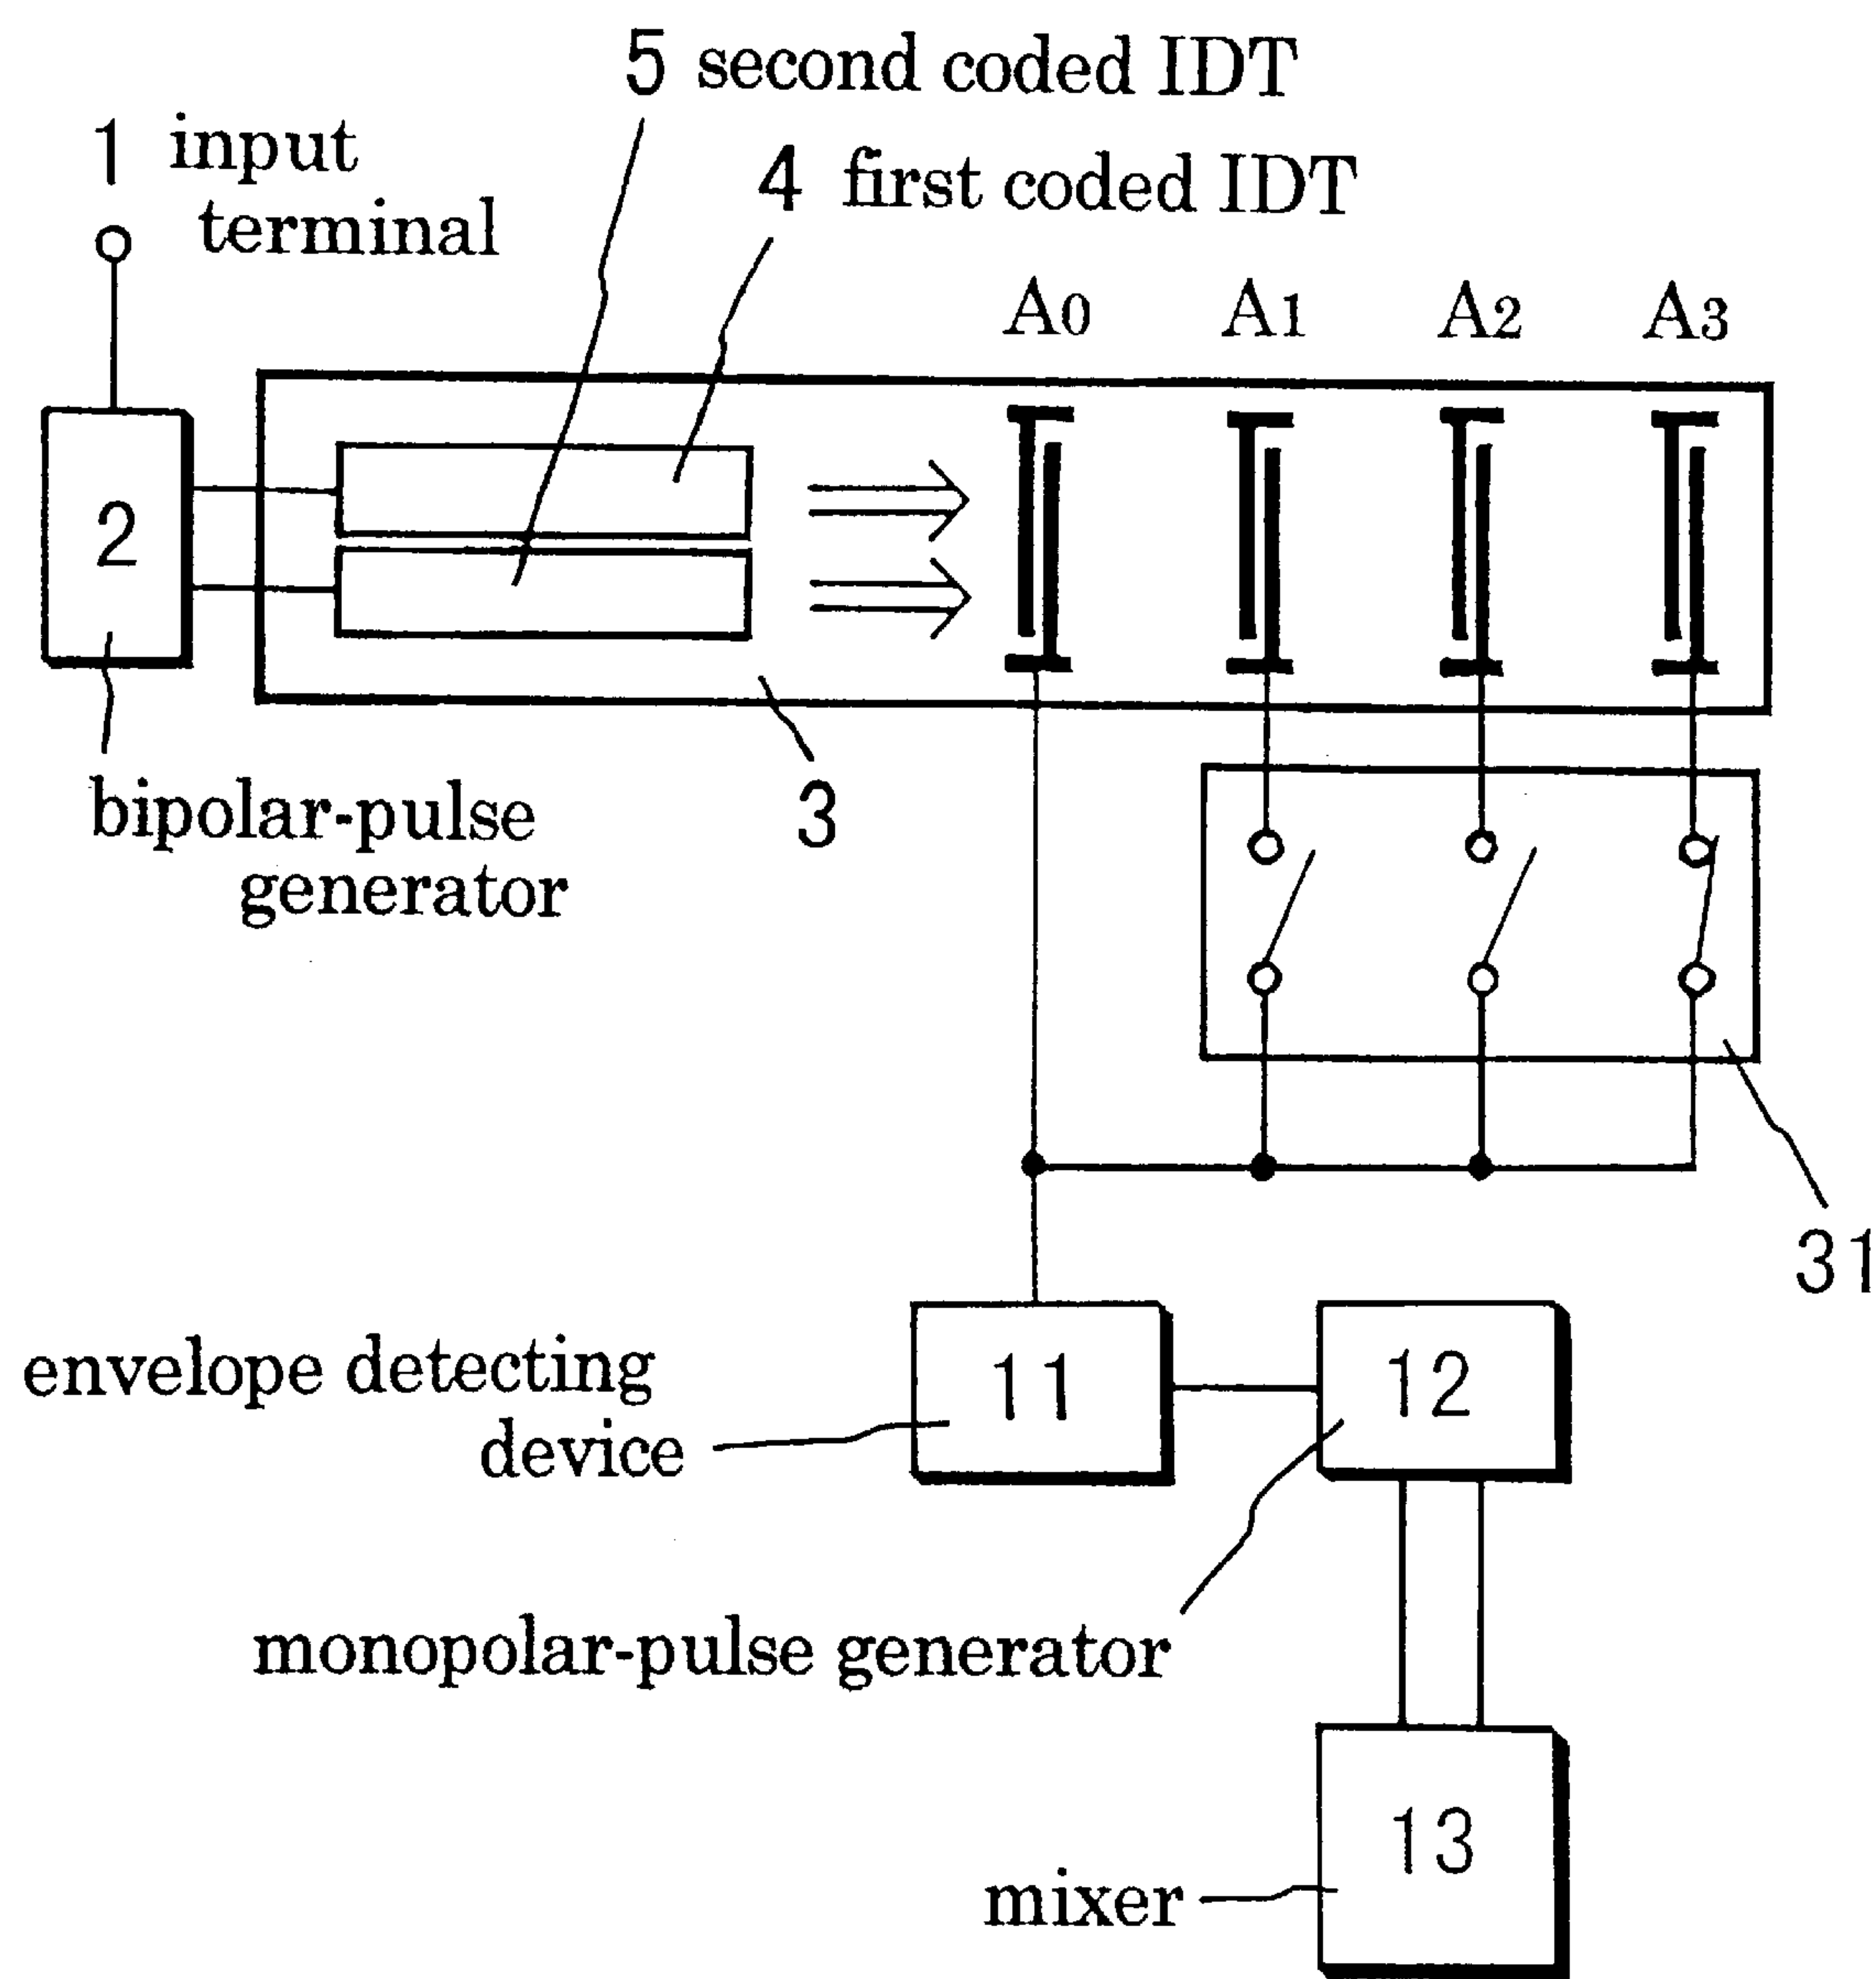 5 second coded IDT
1 input
terminal
4 first coded IDT
A0 A1 A2 A3
2
bipolar-pulse
generator
3
31
envelope detecting
device
11
12
monopolar-pulse generator
13
mixer